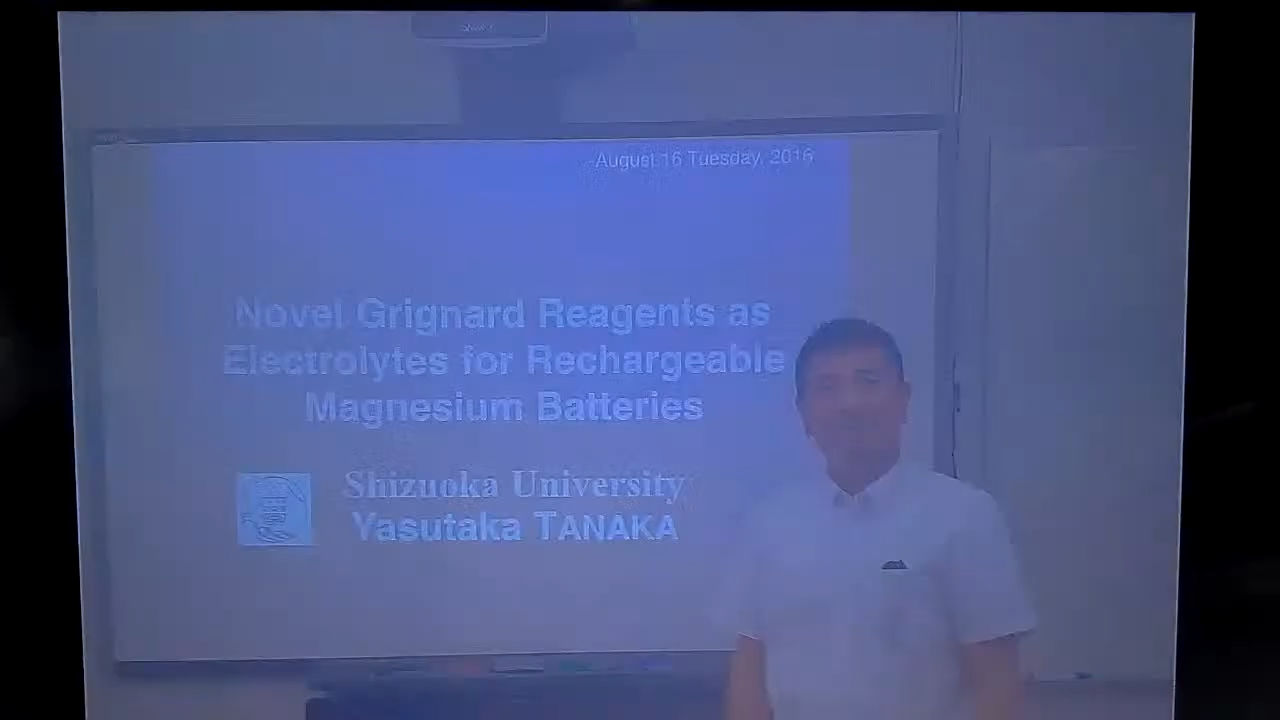 August 16 Tuesday, 2016
Novel Grignard Reagents as
Electrolytes for Rechargeable
Magnesium Batteries
Shizuoka University
Yasutaka TANAKA